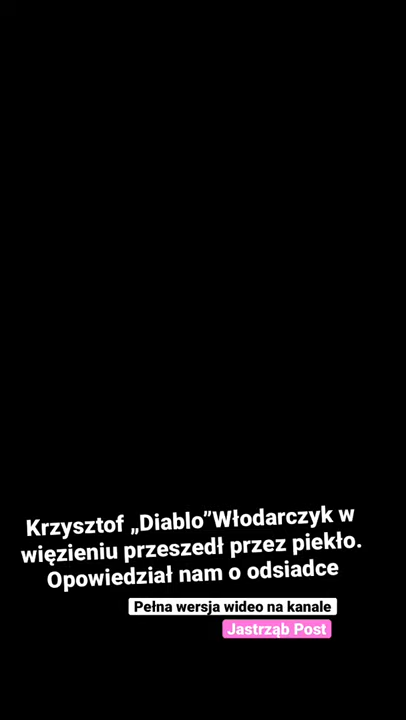 Krzysztof „Diablo”Włodarczyk w
więzieniu przeszedł przez piekło.
Opowiedział nam o odsiadce
Pełna wersja wideo na kanale
Jastrząb Post